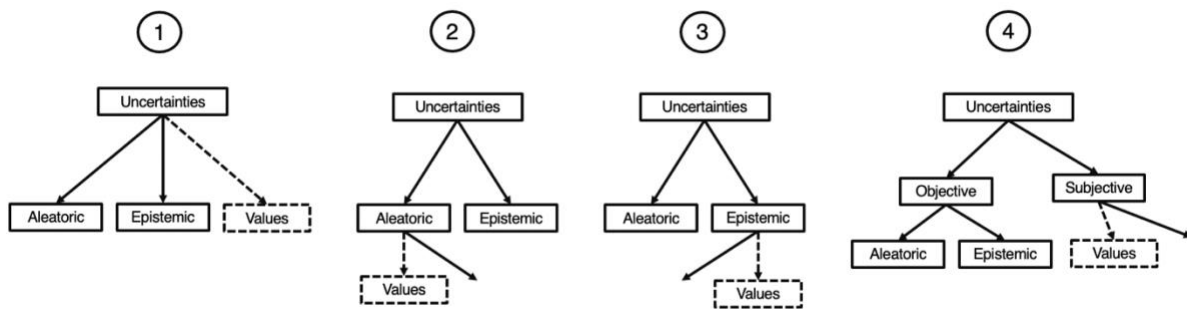 1
2
3
4
Uncertainties
Aleatoric
Epistemic
Values
Uncertainties
Aleatoric
Epistemic
Values
Uncertainties
Aleatoric
Epistemic
Values
Uncertainties
Objective
Subjective
Aleatoric
Epistemic
Values